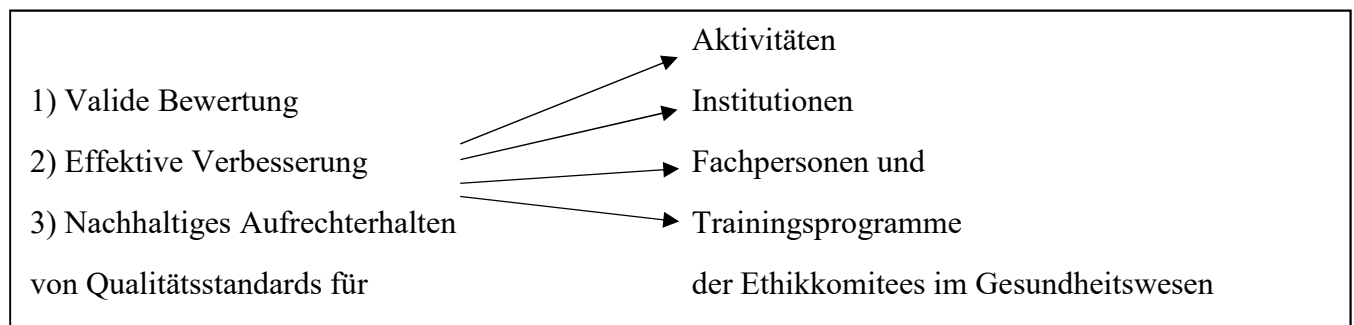 1) Valide Bewertung
2) Effektive Verbesserung
3) Nachhaltiges Aufrechterhalten
von Qualitätsstandards für
Aktivitäten
Institutionen
Fachpersonen und
Trainingsprogramme
der Ethikkomitees im Gesundheitswesen